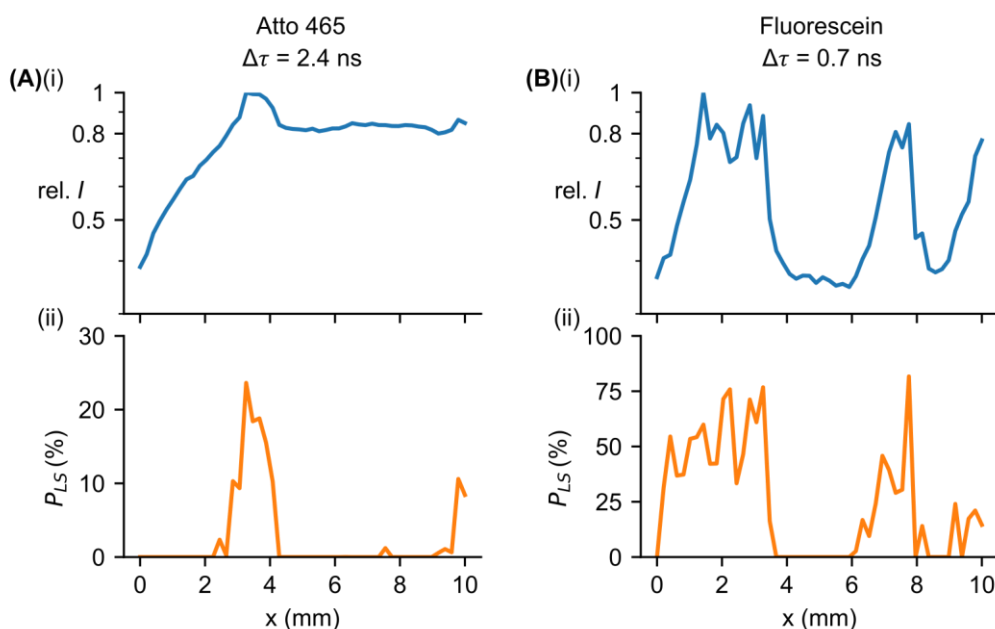 Atto 465
Δτ = 2.4 ns
(A)(i)
1
0.8
rel. I
0.5
(ii)
30
20
P_LS (%)
10
0
0 2 4 6 8 10
x (mm)
Fluorescein
Δτ = 0.7 ns
(B)(i)
1
0.8
rel. I
0.5
(ii)
100
75
50
P_LS (%)
25
0
0 2 4 6 8 10
x (mm)